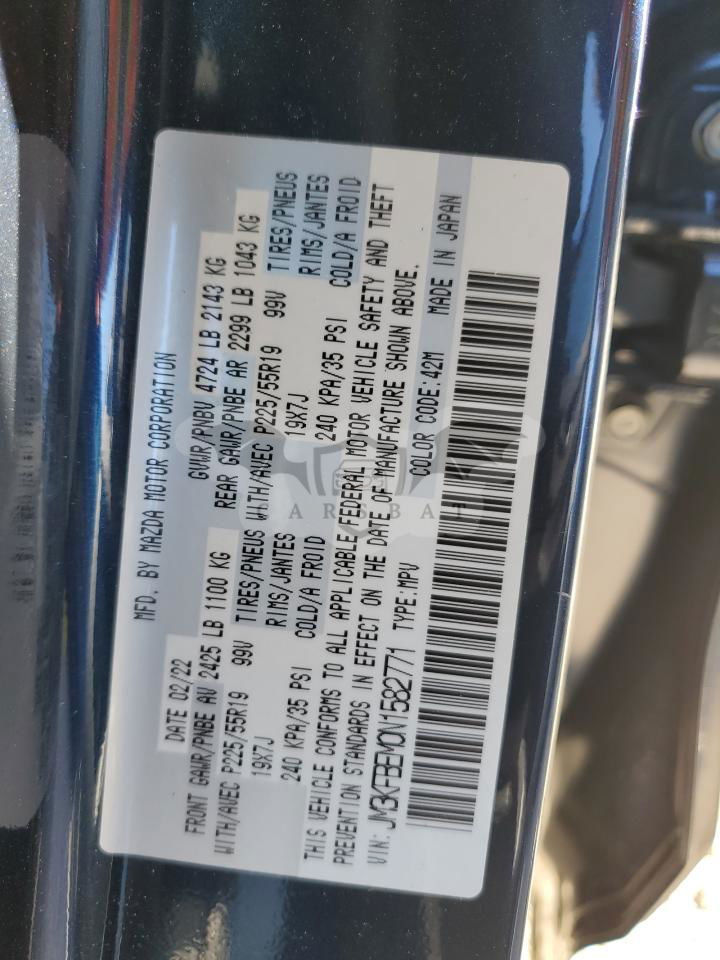 MFD. BY MAZDA MOTOR CORPORATION
DATE 02/22 GVWR/PNBV 4724 LB 2143 KG
FRONT GAWR/PNBE AV 2425 LB 1100 KG REAR GAWR/PNBE AR 2299 LB 1043 KG
WITH/AVEC P225/55R19 99V TIRES/PNEUS WITH/AVEC P225/55R19 99V TIRES/PNEUS
19X7J RIMS/JANTES 19X7J RIMS/JANTES
240 KPA/35 PSI COLD/A FROID 240 KPA/35 PSI COLD/A FROID
THIS VEHICLE CONFORMS TO ALL APPLICABLE FEDERAL MOTOR VEHICLE SAFETY AND THEFT
PREVENTION STANDARDS IN EFFECT ON THE DATE OF MANUFACTURE SHOWN ABOVE.
VIN: JM3KFBEM0N1582771 TYPE:MPV COLOR CODE:42M MADE IN JAPAN
CARSBAT